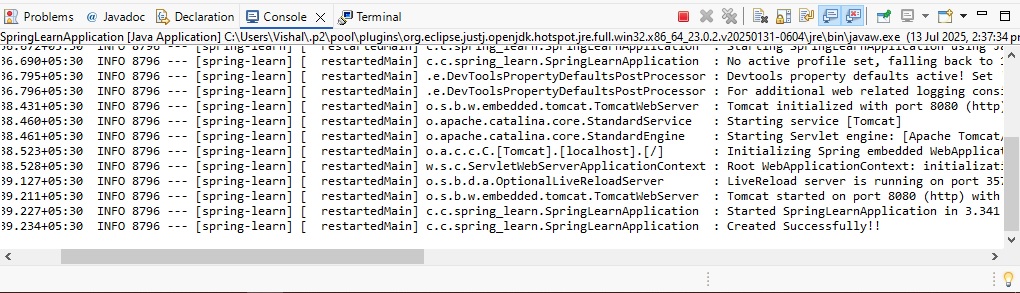 Problems @ Javadoc Declaration Console Terminal
SpringLearnApplication [Java Application] C:\Users\Vishal\.p2\pool\plugins\org.eclipse.justj.openjdk.hotspot.jre.full.win32.x86_64_23.0.2.v20250131-0604\jre\bin\javaw.exe (13 Jul 2025, 2:37:34 p
38.672+05:30 INFO 8796 --- [spring-learn] [ restartedMain] c.c.spring_learn.SpringLearnApplication : Starting SpringLearnApplication using
36.690+05:30 INFO 8796 --- [spring-learn] [ restartedMain] c.c.spring_learn.SpringLearnApplication : No active profile set, falling back to 1
36.795+05:30 INFO 8796 --- [spring-learn] [ restartedMain] .e.DevToolsPropertyDefaultsPostProcessor : Devtools property defaults active! Set
36.796+05:30 INFO 8796 --- [spring-learn] [ restartedMain] .e.DevToolsPropertyDefaultsPostProcessor : For additional web related logging consi
38.431+05:30 INFO 8796 --- [spring-learn] [ restartedMain] o.s.b.w.embedded.tomcat.TomcatWebServer : Tomcat initialized with port 8080 (http)
38.460+05:30 INFO 8796 --- [spring-learn] [ restartedMain] o.apache.catalina.core.StandardService : Starting service [Tomcat]
38.461+05:30 INFO 8796 --- [spring-learn] [ restartedMain] o.apache.catalina.core.StandardEngine : Starting Servlet engine: [Apache Tomcat/
38.523+05:30 INFO 8796 --- [spring-learn] [ restartedMain] o.a.c.c.C.[Tomcat].[localhost].[/] : Initializing Spring embedded WebApplicat
38.528+05:30 INFO 8796 --- [spring-learn] [ restartedMain] w.s.c.ServletWebServerApplicationContext : Root WebApplicationContext: initializati
39.127+05:30 INFO 8796 --- [spring-learn] [ restartedMain] o.s.b.d.a.OptionalLiveReloadServer : LiveReload server is running on port 357
39.211+05:30 INFO 8796 --- [spring-learn] [ restartedMain] o.s.b.w.embedded.tomcat.TomcatWebServer : Tomcat started on port 8080 (http) with
39.227+05:30 INFO 8796 --- [spring-learn] [ restartedMain] c.c.spring_learn.SpringLearnApplication : Started SpringLearnApplication in 3.341
39.234+05:30 INFO 8796 --- [spring-learn] [ restartedMain] c.c.spring_learn.SpringLearnApplication : Created Successfully!!